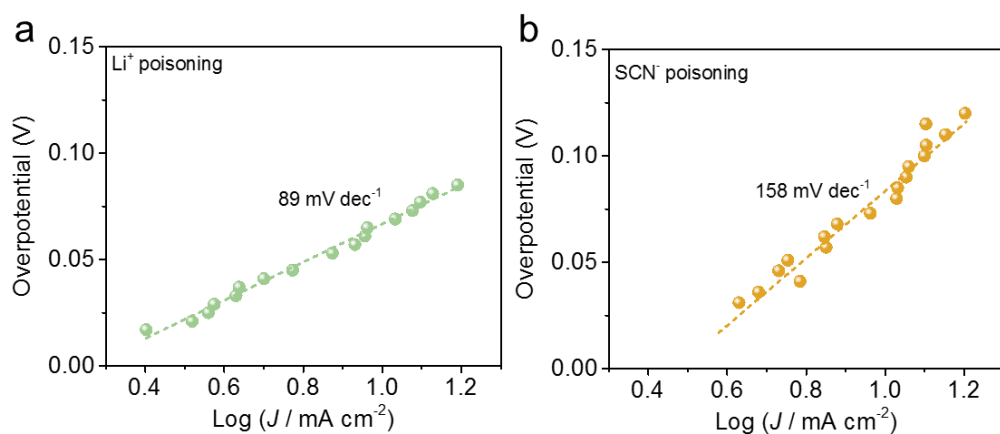 a
Li⁺ poisoning
0.15
0.10
0.05
0.00
Overpotential (V)
89 mV dec⁻¹
0.4 0.6 0.8 1.0 1.2
Log (J / mA cm⁻²)
b
SCN⁻ poisoning
0.15
0.10
0.05
0.00
Overpotential (V)
158 mV dec⁻¹
0.6 0.8 1.0 1.2
Log (J / mA cm⁻²)